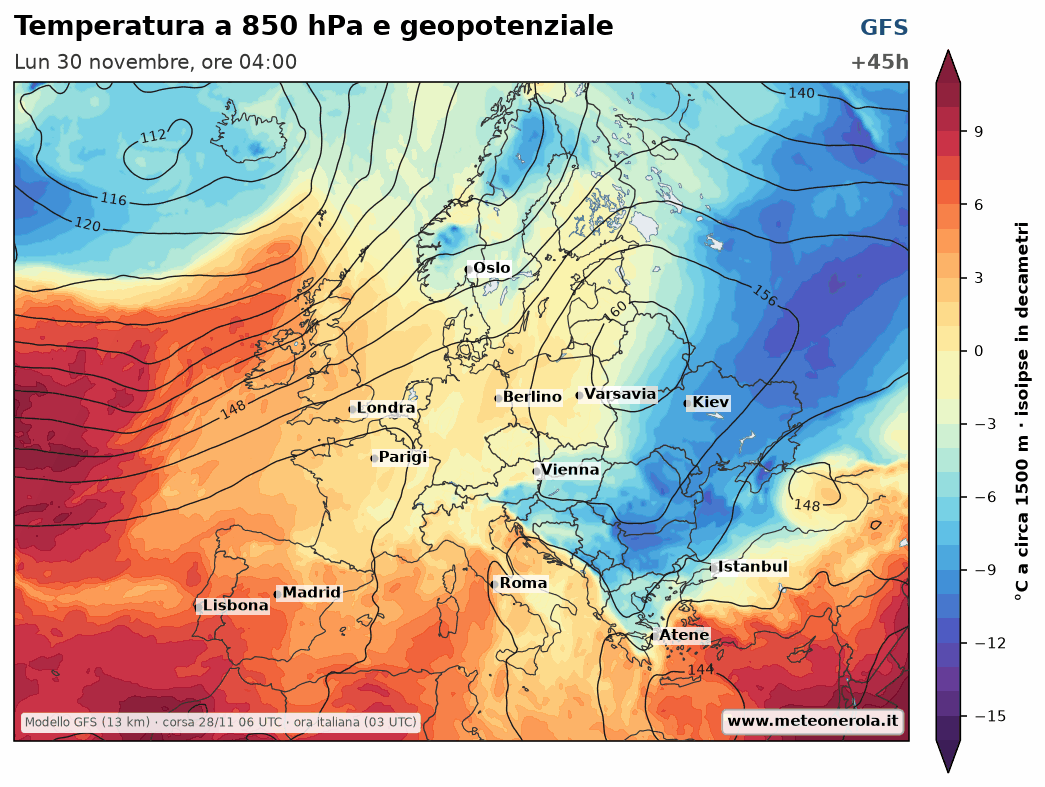 Temperatura a 850 hPa e geopotenziale
GFS
Lun 30 novembre, ore 04:00
+45h
140
112
116
120
9
6
3
0
−3
−6
−9
−12
−15
°C a circa 1500 m · isoipse in decametri
Oslo
156
160
148
Londra
Berlino
Varsavia
Kiev
Parigi
Vienna
148
Istanbul
Roma
Madrid
Lisbona
Atene
144
Modello GFS (13 km) · corsa 28/11 06 UTC · ora italiana (03 UTC)
www.meteonerola.it